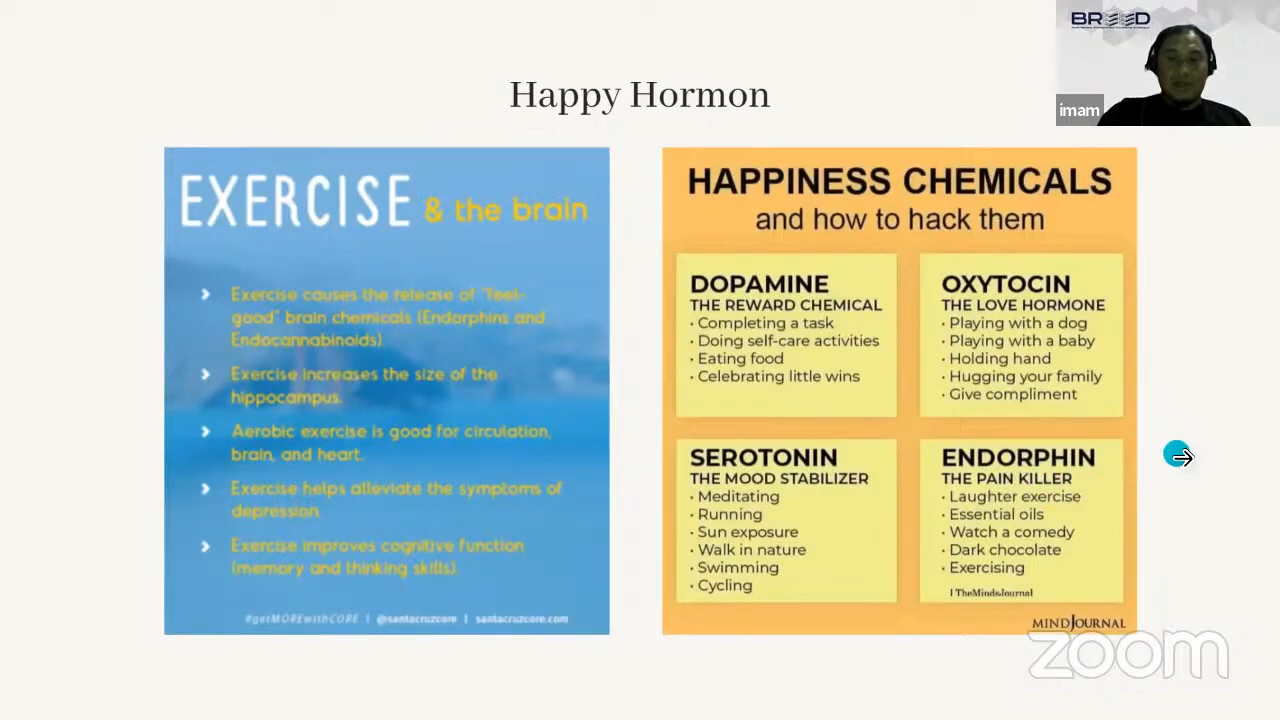 BREED
imam
Happy Hormon
EXERCISE & the brain
Exercise causes the release of "feel-
good" brain chemicals (Endorphins and
Endocannabinoids)
Exercise increases the size of the
hippocampus.
Aerobic exercise is good for circulation,
brain, and heart.
Exercise helps alleviate the symptoms of
depression
Exercise improves cognitive function
(memory and thinking skills)
#getMOREwithCORE | @santacruzcore | santacruzcore.com
HAPPINESS CHEMICALS
and how to hack them
DOPAMINE
THE REWARD CHEMICAL
· Completing a task
· Doing self-care activities
· Eating food
· Celebrating little wins
OXYTOCIN
THE LOVE HORMONE
· Playing with a dog
· Playing with a baby
· Holding hand
· Hugging your family
· Give compliment
SEROTONIN
THE MOOD STABILIZER
· Meditating
· Running
· Sun exposure
· Walk in nature
· Swimming
· Cycling
ENDORPHIN
THE PAIN KILLER
· Laughter exercise
· Essential oils
· Watch a comedy
· Dark chocolate
· Exercising
| TheMindsJournal
MINDJOURNAL
zoom